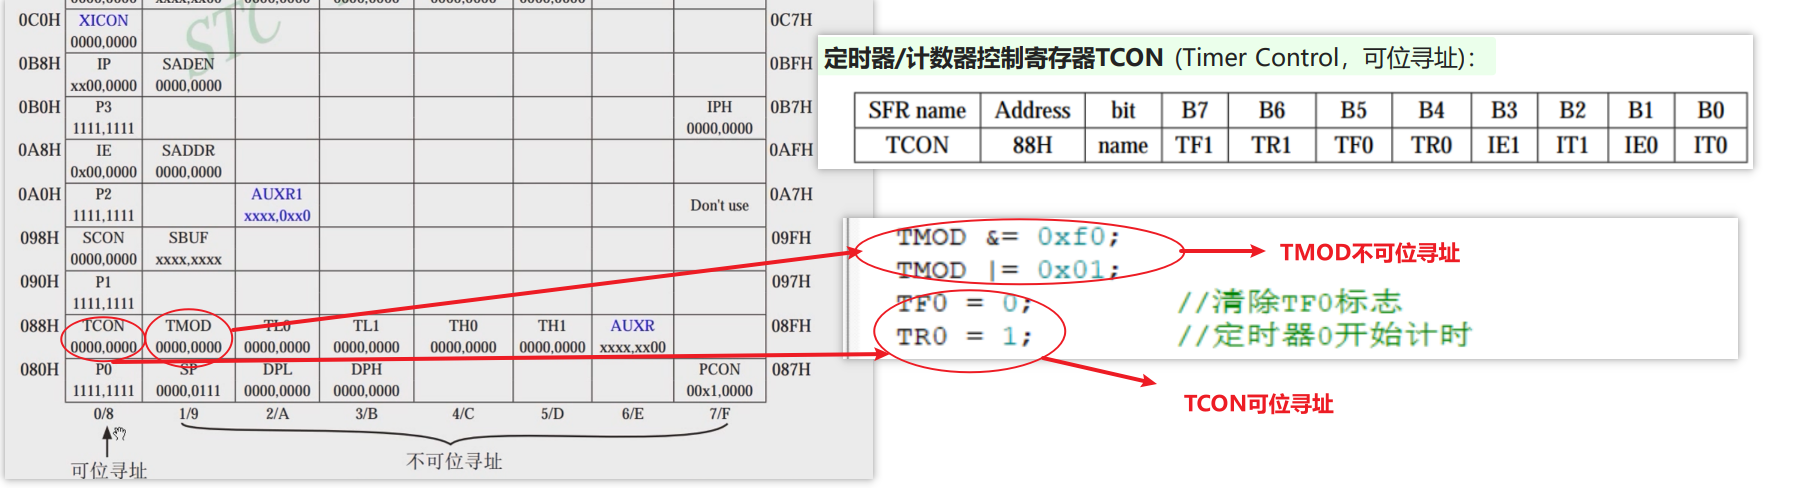 0C0H XICON 0C7H
0000,0000
0B8H IP SADEN 0BFH
xx00,0000 0000,0000
0B0H P3 IPH 0B7H
1111,1111 0000,0000
0A8H IE SADDR 0AFH
0x00,0000 0000,0000
0A0H P2 AUXR1 Don't use 0A7H
1111,1111 xxxx,0xx0
098H SCON SBUF 09FH
0000,0000 xxxx,xxxx
090H P1 097H
1111,1111
088H TCON TMOD TL0 TL1 TH0 TH1 AUXR 08FH
0000,0000 0000,0000 0000,0000 0000,0000 0000,0000 0000,0000 xxxx,xx00
080H P0 SP DPL DPH PCON 087H
1111,1111 0000,0111 0000,0000 0000,0000 00x1,0000
0/8 1/9 2/A 3/B 4/C 5/D 6/E 7/F
可位寻址 不可位寻址
STC
定时器/计数器控制寄存器TCON (Timer Control，可位寻址)：
SFR name Address bit B7 B6 B5 B4 B3 B2 B1 B0
TCON 88H name TF1 TR1 TF0 TR0 IE1 IT1 IE0 IT0
TMOD &= 0xf0;
TMOD |= 0x01;
TF0 = 0; //清除TF0标志
TR0 = 1; //定时器0开始计时
TMOD不可位寻址
TCON可位寻址